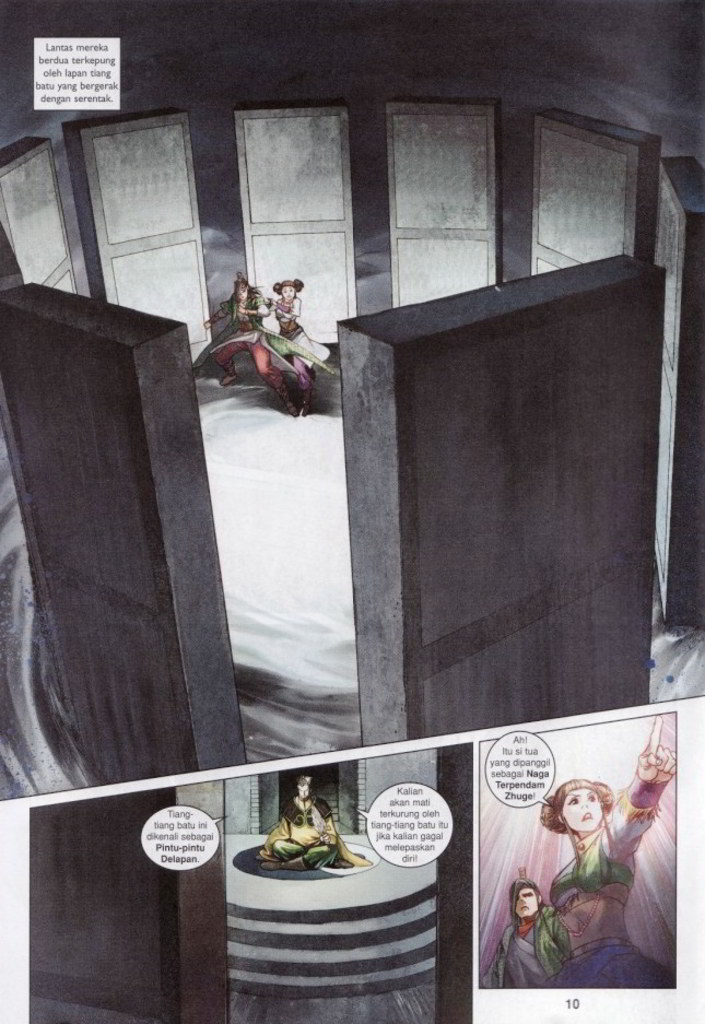 Lantas mereka
berdua terkepung
oleh lapan tiang
batu yang bergerak
dengan serentak.
Tiang-
tiang batu ini
dikenali sebagai
Pintu-pintu
Delapan.
Kalian
akan mati
terkurung oleh
tiang-tiang batu itu
jika kalian gagal
melepaskan
diri!
Ah!
Itu si tua
yang dipanggil
sebagai Naga
Terpendam
Zhuge!
10